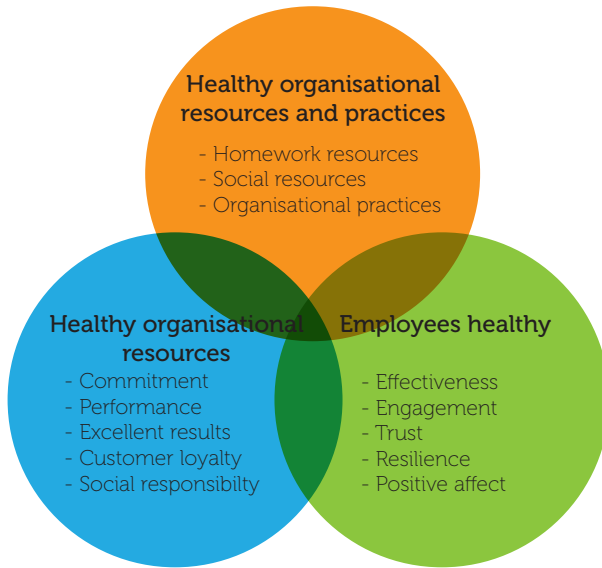 Healthy organisational
resources and practices
- Homework resources
- Social resources
- Organisational practices
Healthy organisational
resources
- Commitment
- Performance
- Excellent results
- Customer loyalty
- Social responsibilty
Employees healthy
- Effectiveness
- Engagement
- Trust
- Resilience
- Positive affect